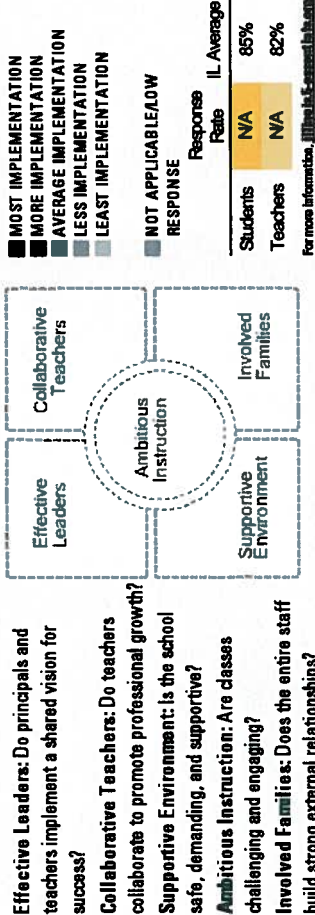 Effective Leaders: Do principals and
teachers implement a shared vision for
success?
Collaborative Teachers: Do teachers
collaborate to promote professional growth?
Supportive Environment: Is the school
safe, demanding, and supportive?
Ambitious Instruction: Are classes
challenging and engaging?
Involved Families: Does the entire staff
build strong external relationships?
Effective
Leaders
Collaborative
Teachers
Ambitious
Instruction
Supportive
Environment
Involved
Families
MOST IMPLEMENTATION
MORE IMPLEMENTATION
AVERAGE IMPLEMENTATION
LESS IMPLEMENTATION
LEAST IMPLEMENTATION
NOT APPLICABLE/LOW
RESPONSE
Response
Rate IL Average
Students N/A 85%
Teachers N/A 82%
For more information,